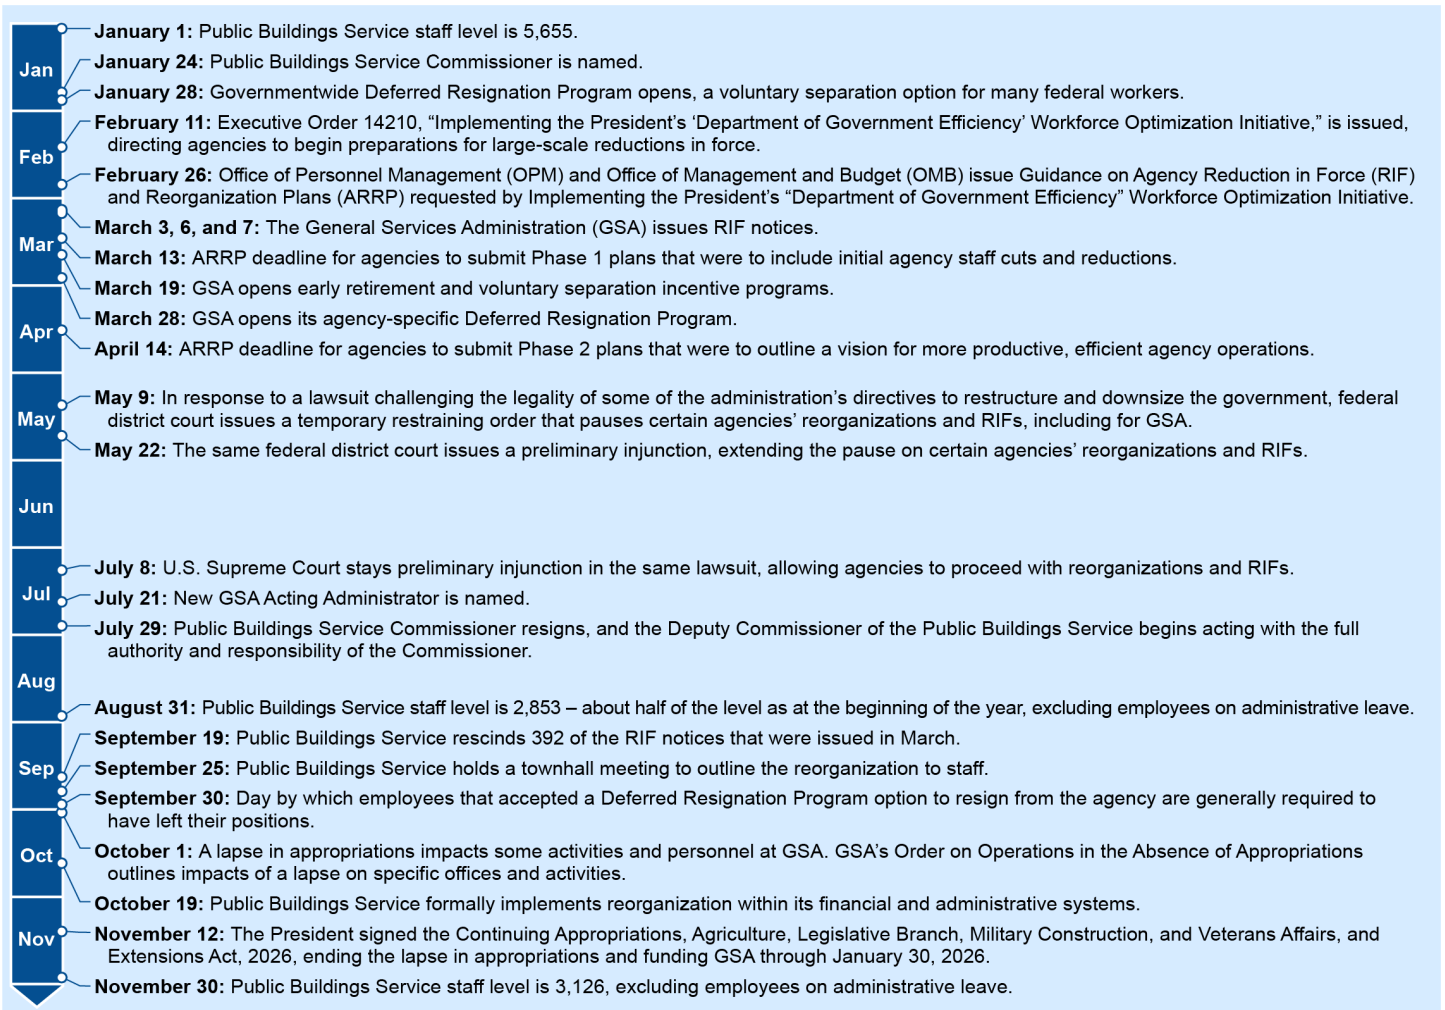 Jan
January 1: Public Buildings Service staff level is 5,655.
January 24: Public Buildings Service Commissioner is named.
January 28: Governmentwide Deferred Resignation Program opens, a voluntary separation option for many federal workers.
Feb
February 11: Executive Order 14210, “Implementing the President’s ‘Department of Government Efficiency’ Workforce Optimization Initiative,” is issued,
directing agencies to begin preparations for large-scale reductions in force.
February 26: Office of Personnel Management (OPM) and Office of Management and Budget (OMB) issue Guidance on Agency Reduction in Force (RIF)
and Reorganization Plans (ARRP) requested by Implementing the President’s “Department of Government Efficiency” Workforce Optimization Initiative.
Mar
March 3, 6, and 7: The General Services Administration (GSA) issues RIF notices.
March 13: ARRP deadline for agencies to submit Phase 1 plans that were to include initial agency staff cuts and reductions.
March 19: GSA opens early retirement and voluntary separation incentive programs.
March 28: GSA opens its agency-specific Deferred Resignation Program.
Apr
April 14: ARRP deadline for agencies to submit Phase 2 plans that were to outline a vision for more productive, efficient agency operations.
May
May 9: In response to a lawsuit challenging the legality of some of the administration’s directives to restructure and downsize the government, federal
district court issues a temporary restraining order that pauses certain agencies’ reorganizations and RIFs, including for GSA.
May 22: The same federal district court issues a preliminary injunction, extending the pause on certain agencies’ reorganizations and RIFs.
Jun
Jul
July 8: U.S. Supreme Court stays preliminary injunction in the same lawsuit, allowing agencies to proceed with reorganizations and RIFs.
July 21: New GSA Acting Administrator is named.
July 29: Public Buildings Service Commissioner resigns, and the Deputy Commissioner of the Public Buildings Service begins acting with the full
authority and responsibility of the Commissioner.
Aug
August 31: Public Buildings Service staff level is 2,853 – about half of the level as at the beginning of the year, excluding employees on administrative leave.
Sep
September 19: Public Buildings Service rescinds 392 of the RIF notices that were issued in March.
September 25: Public Buildings Service holds a townhall meeting to outline the reorganization to staff.
September 30: Day by which employees that accepted a Deferred Resignation Program option to resign from the agency are generally required to
have left their positions.
Oct
October 1: A lapse in appropriations impacts some activities and personnel at GSA. GSA’s Order on Operations in the Absence of Appropriations
outlines impacts of a lapse on specific offices and activities.
October 19: Public Buildings Service formally implements reorganization within its financial and administrative systems.
Nov
November 12: The President signed the Continuing Appropriations, Agriculture, Legislative Branch, Military Construction, and Veterans Affairs, and
Extensions Act, 2026, ending the lapse in appropriations and funding GSA through January 30, 2026.
November 30: Public Buildings Service staff level is 3,126, excluding employees on administrative leave.